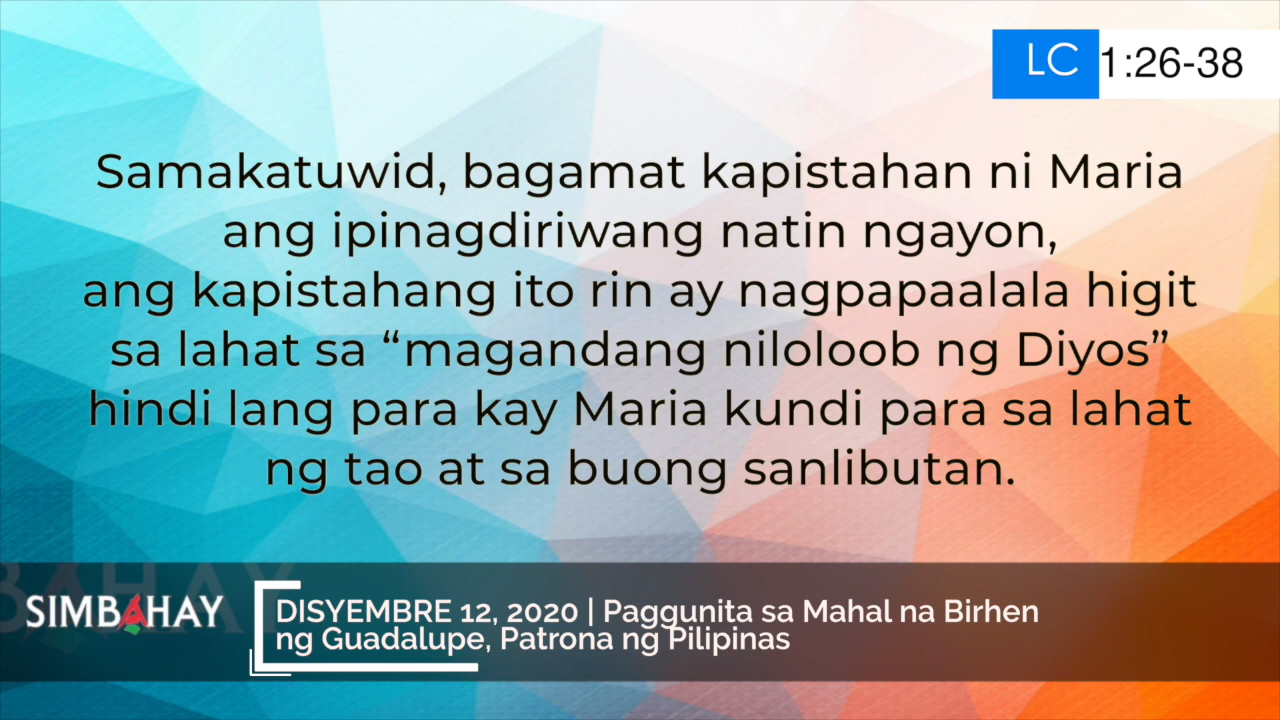 LC 1:26-38
Samakatuwid, bagamat kapistahan ni Maria
ang ipinagdiriwang natin ngayon,
ang kapistahang ito rin ay nagpapaalala higit
sa lahat sa “magandang niloloob ng Diyos”
hindi lang para kay Maria kundi para sa lahat
ng tao at sa buong sanlibutan.
SIMBAHAY
DISYEMBRE 12, 2020 | Paggunita sa Mahal na Birhen
ng Guadalupe, Patrona ng Pilipinas